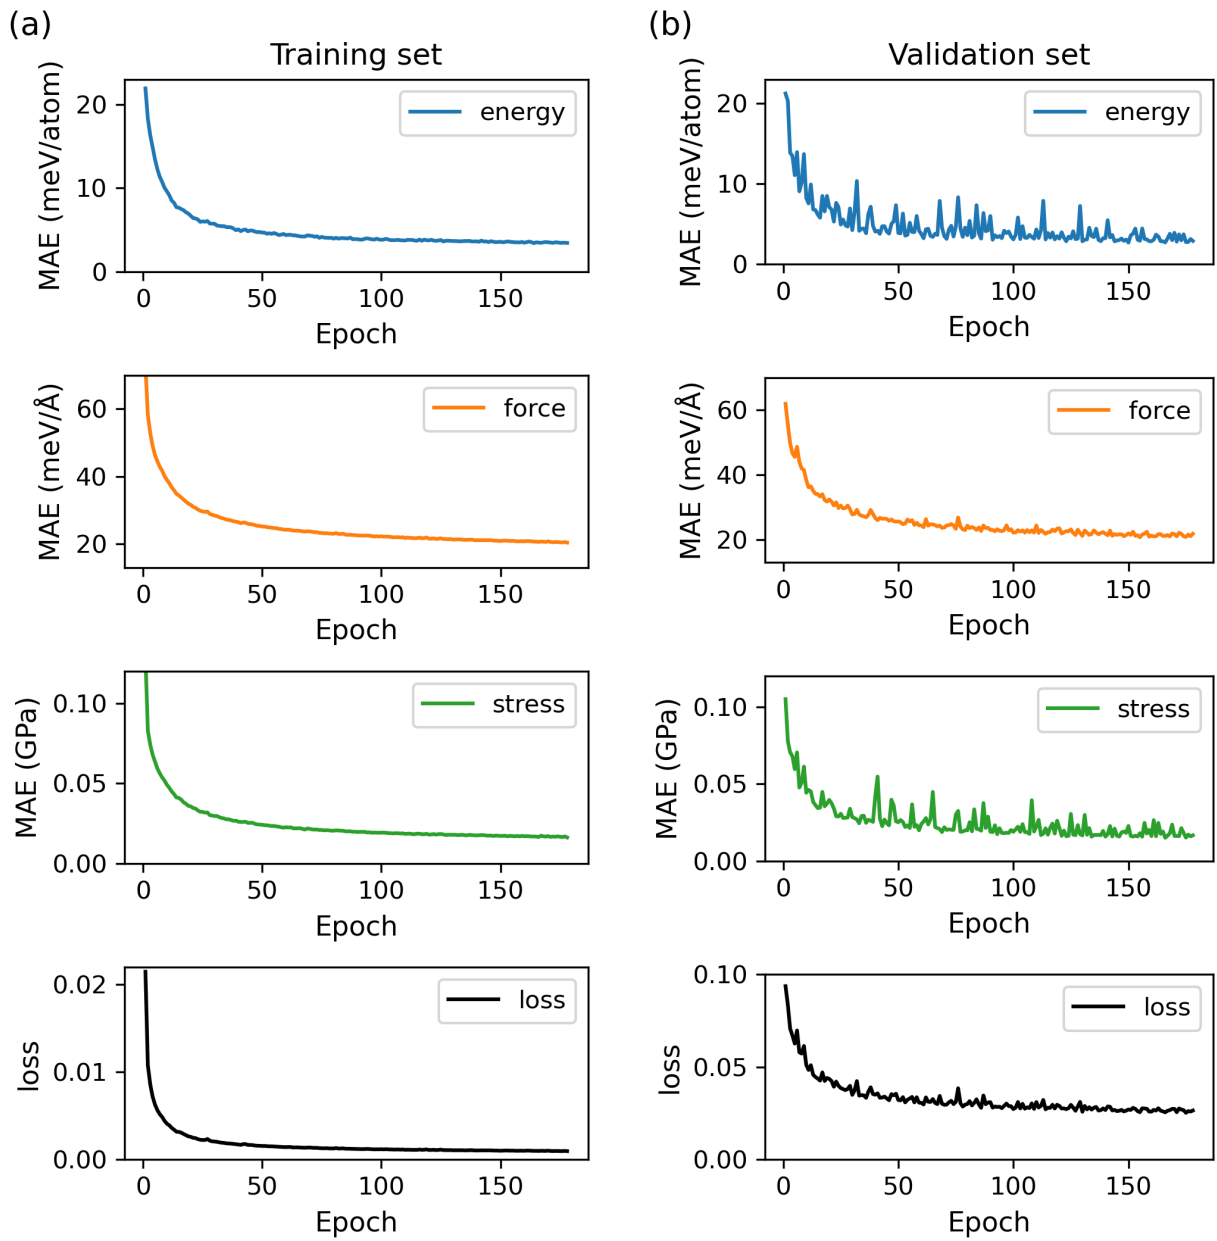 (a)
Training set
MAE (meV/atom)
20
10
0
energy
0 50 100 150
Epoch
MAE (meV/Å)
60
40
20
force
0 50 100 150
Epoch
MAE (GPa)
0.10
0.05
0.00
stress
0 50 100 150
Epoch
loss
0.02
0.01
0.00
loss
0 50 100 150
Epoch
(b)
Validation set
MAE (meV/atom)
20
10
0
energy
0 50 100 150
Epoch
MAE (meV/Å)
60
40
20
force
0 50 100 150
Epoch
MAE (GPa)
0.10
0.05
0.00
stress
0 50 100 150
Epoch
loss
0.10
0.05
0.00
loss
0 50 100 150
Epoch